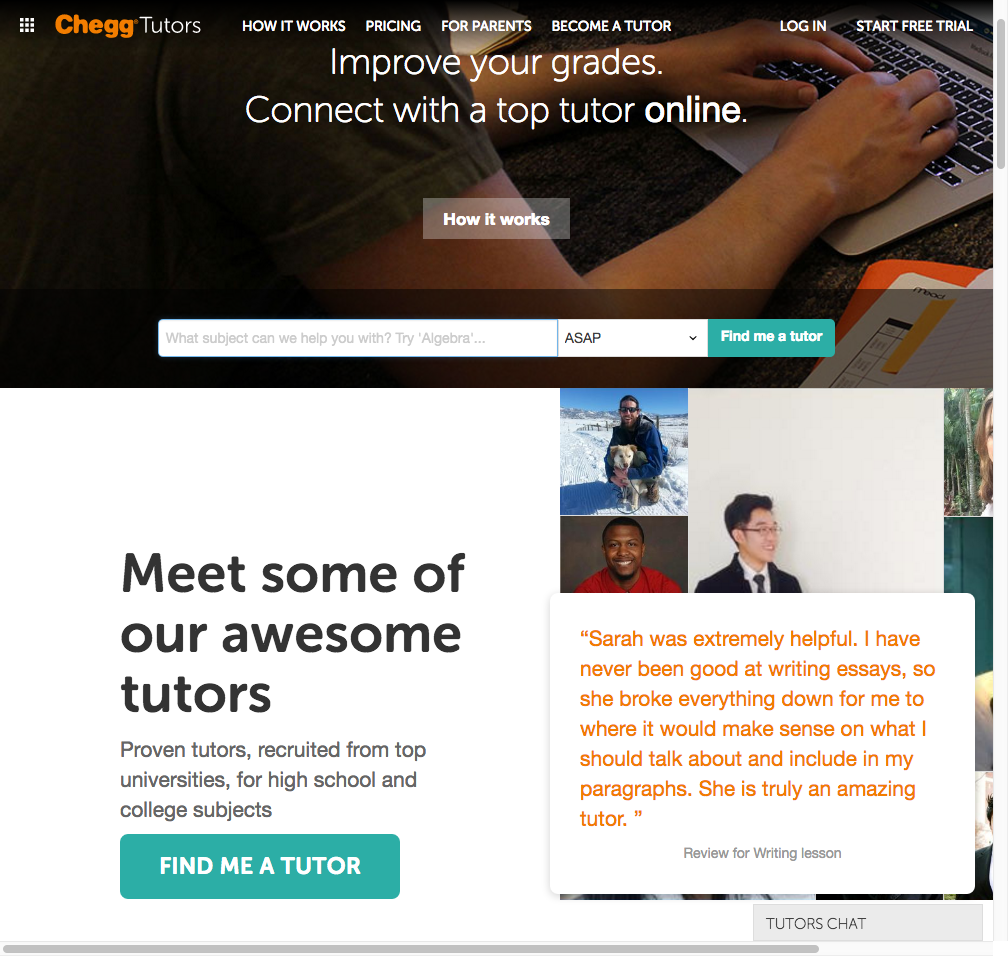 Chegg Tutors HOW IT WORKS PRICING FOR PARENTS BECOME A TUTOR LOG IN START FREE TRIAL
Improve your grades.
Connect with a top tutor online.
How it works
What subject can we help you with? Try 'Algebra'... ASAP Find me a tutor
Meet some of
our awesome
tutors
Proven tutors, recruited from top
universities, for high school and
college subjects
FIND ME A TUTOR
“Sarah was extremely helpful. I have
never been good at writing essays, so
she broke everything down for me to
where it would make sense on what I
should talk about and include in my
paragraphs. She is truly an amazing
tutor. ”
Review for Writing lesson
TUTORS CHAT